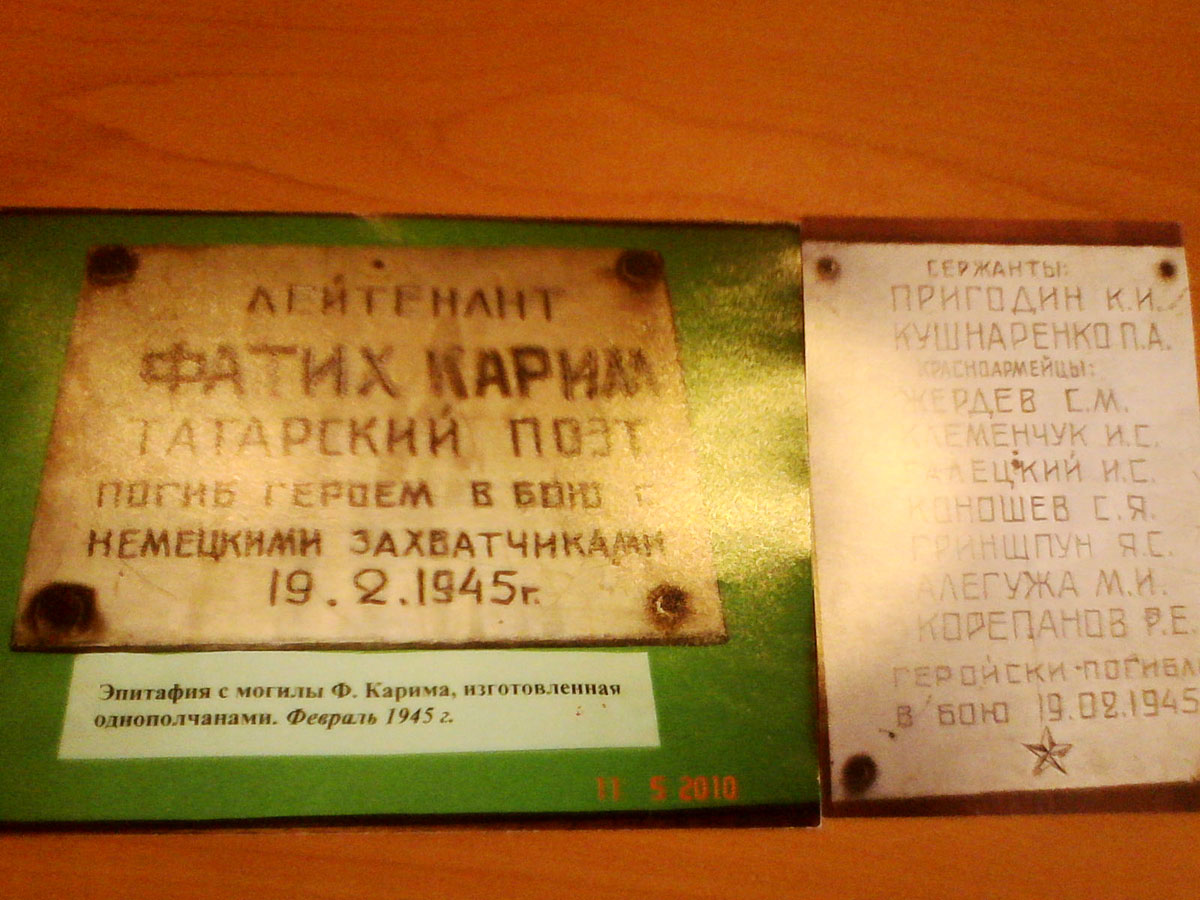 ЛЕЙТЕНАНТ
ФАТИХ КАРИМ
ТАТАРСКИЙ ПОЭТ
ПОГИБ ГЕРОЕМ В БОЮ С
НЕМЕЦКИМИ ЗАХВАТЧИКАМИ
19.2.1945г.
Эпитафия с могилы Ф. Карима, изготовленная
однополчанами. Февраль 1945 г.
11 5 2010
СЕРЖАНТЫ:
ПРИГОДИН К.И.
КУШНАРЕНКО П.А.
КРАСНОАРМЕЙЦЫ:
ЖЕРДЕВ С.М.
КЛЕМЕНЧУК И.С.
И.С.
КОНОШЕВ С.Я.
ГРИНШПУН Я.С.
АЛЕГУЖА М.И.
КОРЕПАНОВ Р.Е.
ГЕРОЙСКИ-ПОГИБЛ
В БОЮ 19.02.1945